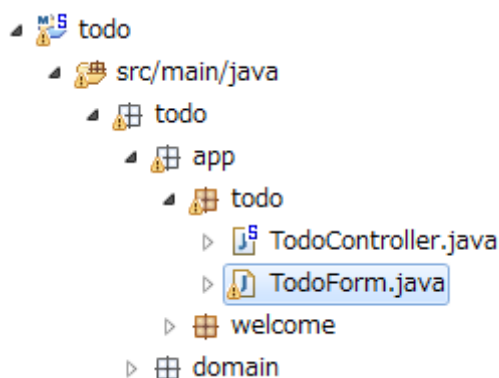 todo
src/main/java
todo
app
todo
TodoController.java
TodoForm.java
welcome
domain